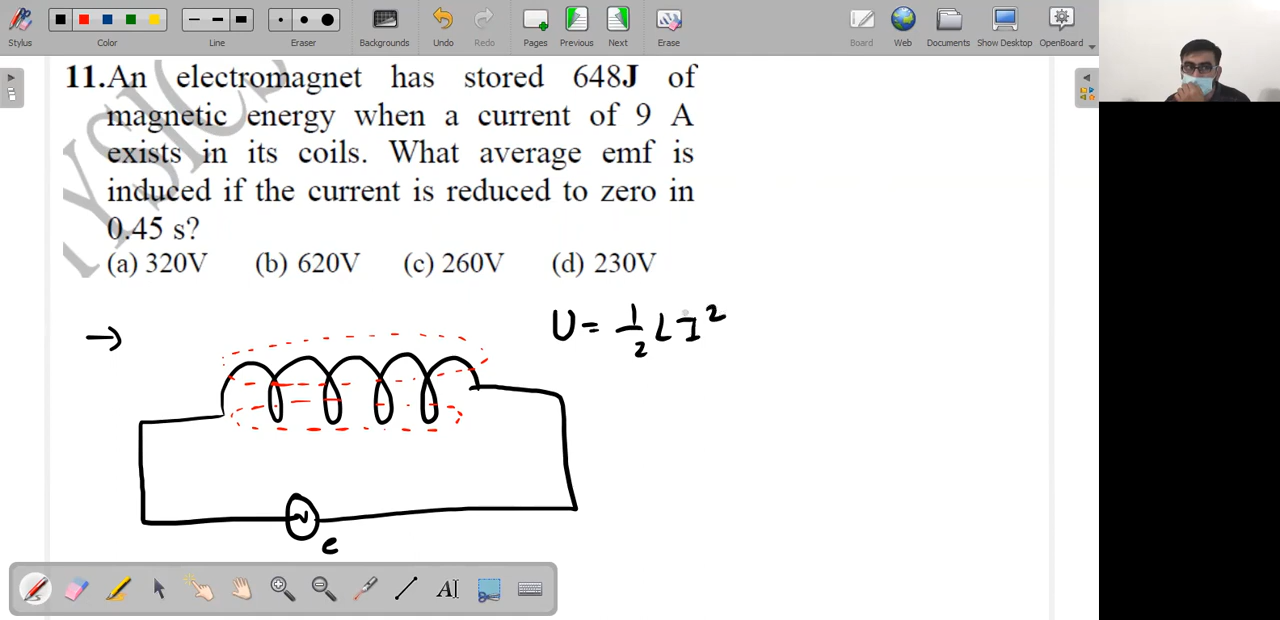 Stylus Color Line Eraser Backgrounds Undo Redo Pages Previous Next Erase Board Web Documents Show Desktop OpenBoard
11.An electromagnet has stored 648J of
magnetic energy when a current of 9 A
exists in its coils. What average emf is
induced if the current is reduced to zero in
0.45 s?
(a) 320V (b) 620V (c) 260V (d) 230V
→ U = 1/2 L I²
e